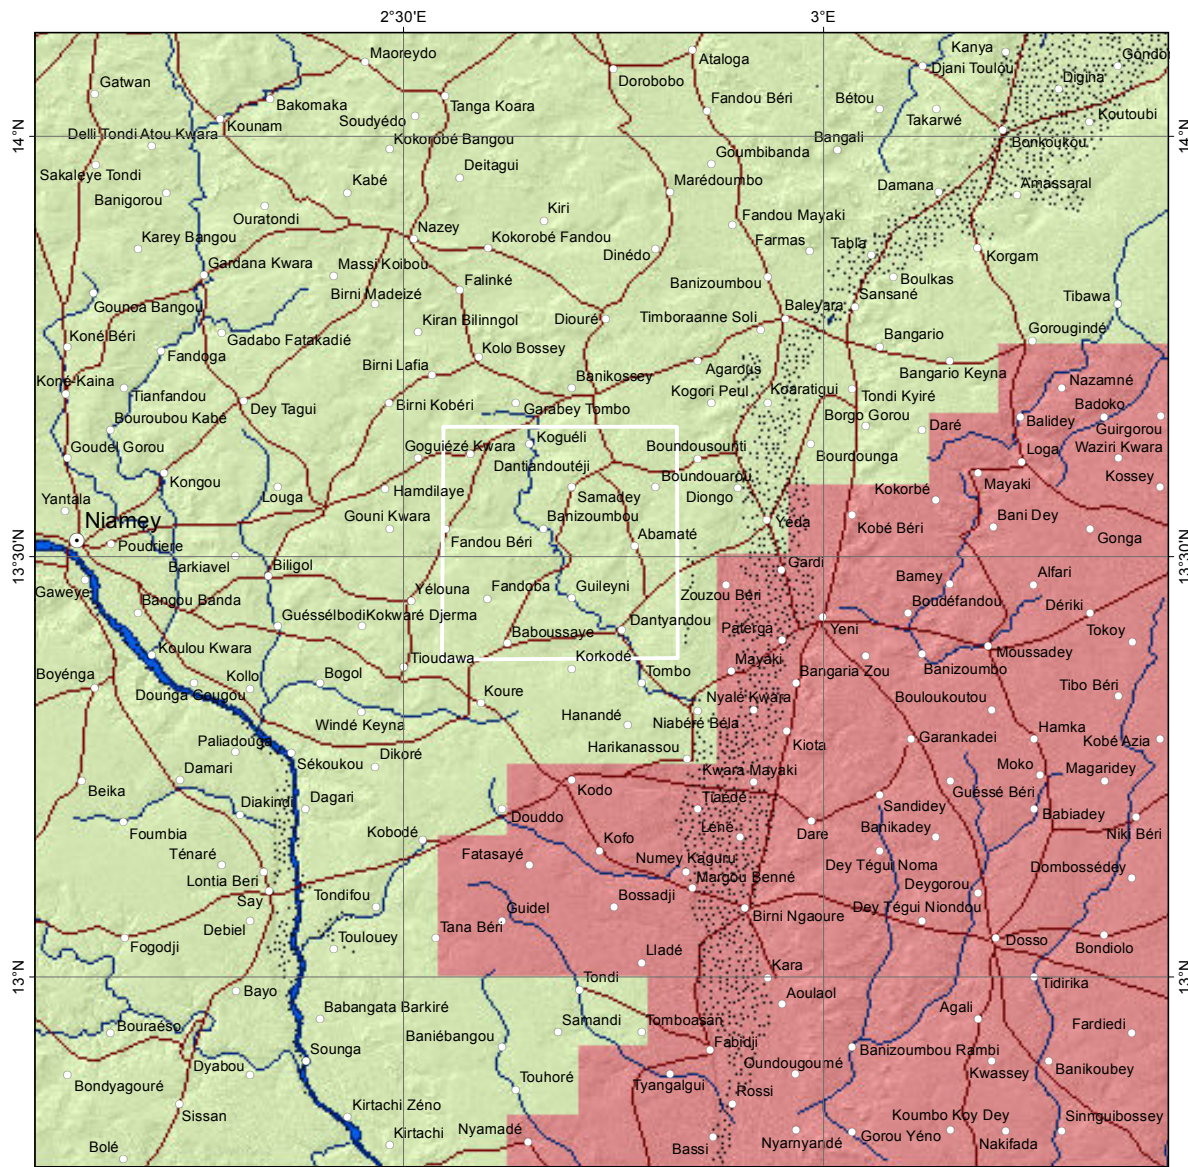 2°30'E
3°E
Maoreydo
Ataloga
Kanya
Góndo
Gatwan
Dorobobo
Djani Toulou
Digina
Bakomaka
Tanga Koara
Fandou Béri
Bétou
Koutoubi
Soudyédo
Takarwé
Kounam
14°N
Delli Tondi Atou Kwara
Kokorobé Bangou
Bangali
Bonkoukou
14°N
Goumbibanda
Deitagui
Sakaleye Tondi
Kabé
Marédoumbo
Damana
Amassaral
Banigorou
Ouratondi
Kiri
Fandou Mayaki
Nazey
Karey Bangou
Kokorobé Fandou
Farmas
Tabla
Dinédo
Korgam
Gardana Kwara
Massi Koibou
Falinké
Banizoumbou
Boulkas
Birni Madeizé
Sansané
Tibawa
Gounoa Bangou
Baleyara
Kiran Bilinngol
Diouré
Timboraanne Soli
Gorouginde
Koné Béri
Gadabo Fatakadié
Bangario
Fandoga
Kolo Bossey
Birni Lafia
Agarous
Bangario Keyna
Koné-Kaina
Banikossey
Nazamné
Tianfandou
Kogori Peul
Koaratigui
Tondi Kyiré
Badoko
Dey Tagui
Birni Kobéri
Garabey Tombo
Borgo Gorou
Bouroubou Kabé
Balidey
Daré
Guirgorou
Goudel Gorou
Goguiézé Kwara
Koguéli
Boundousounti
Waziri Kwara
Bourdounga
Loga
Dantiandoutéji
Boundouarou
Kongou
Kossey
Mayaki
Yantala
Louga
Hamdilaye
Samadey
Diongo
Kokorbé
Niamey
Gouni Kwara
Banizoumbou
Yéda
Kobé Béri
Bani Dey
Abamaté
Gonga
Poudriere
Fandou Béri
13°30'N
Barkiavel
Biligol
Gardi
13°30'N
Gaweye
Yélouna
Fandoba
Guileyni
Zouzou Béri
Bamey
Alfari
Bangou Banda
Boudéfandou
Dériki
Guéssélbodi
Kokwaré Djerma
Dantyandou
Paterga
Yeni
Tokoy
Baboussaye
Koulou Kwara
Moussadey
Boyénga
Tioudawa
Korkodé
Tombo
Mayaki
Bangaria Zou
Banizoumbo
Kollo
Bogol
Tibo Béri
Dounga Gougou
Koure
Nyalé Kwara
Bouloukoutou
Windé Keyna
Hanandé
Niabéré Béla
Hamka
Paliadouga
Garankadei
Kobé Azia
Dikoré
Harikanassou
Kiota
Sékoukou
Damari
Kwara Mayaki
Moko
Magaridey
Beika
Kodo
Guéssé Béri
Diakindi
Dagari
Tiaédé
Sandidey
Douddo
Babiadey
Foumbia
Kobodé
Kofo
Léné
Dare
Banikadey
Niki Béri
Ténaré
Fatasayé
Numey Kaguru
Dey Tégui Noma
Dombossédey
Lontia Beri
Margou Benné
Deygorou
Say
Tondifou
Bossadji
Dey Tégui Niondou
Guidel
Birni Ngaoure
Debiel
Tana Béri
Fogodji
Toulouey
Lladé
Dosso
Bondiolo
13°N
Kara
13°N
Tondi
Tidirika
Bayo
Aoulaol
Babangata Barkiré
Agali
Bouraéso
Samandi
Tomboasan
Fardiedi
Baniébangou
Fabidji
Sounga
Banizoumbou Rambi
Dyabou
Oundougoumé
Kwassey
Banikoubey
Bondyagouré
Touhoré
Tyangalgui
Rossi
Kirtachi Zéno
Sissan
Koumbo Koy Dey
Sinnguibossey
Nyamadé
Kirtachi
Bolé
Bassi
Nyarnyandé
Gorou Yéno
Nakifada